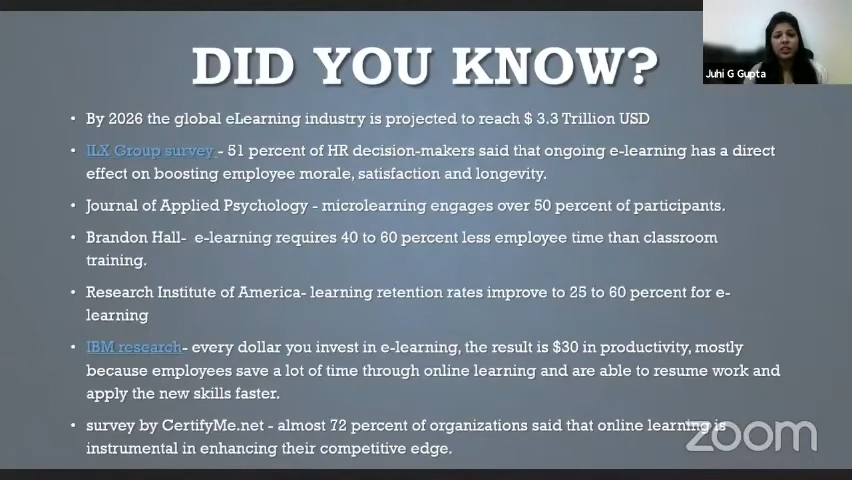 DID YOU KNOW?
Juhi G Gupta
• By 2026 the global eLearning industry is projected to reach $ 3.3 Trillion USD
• ILX Group survey - 51 percent of HR decision-makers said that ongoing e-learning has a direct
effect on boosting employee morale, satisfaction and longevity.
• Journal of Applied Psychology - microlearning engages over 50 percent of participants.
• Brandon Hall- e-learning requires 40 to 60 percent less employee time than classroom
training.
• Research Institute of America- learning retention rates improve to 25 to 60 percent for e-
learning
• IBM research- every dollar you invest in e-learning, the result is $30 in productivity, mostly
because employees save a lot of time through online learning and are able to resume work and
apply the new skills faster.
• survey by CertifyMe.net - almost 72 percent of organizations said that online learning is
instrumental in enhancing their competitive edge.
zoom